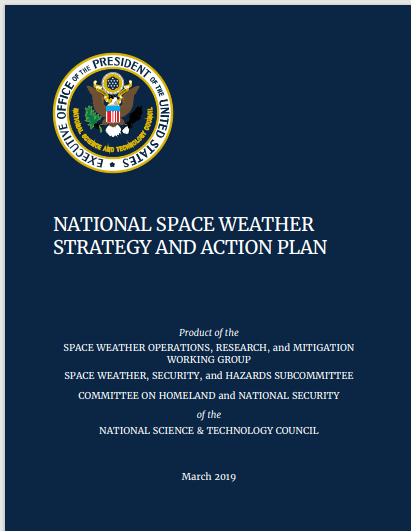 EXECUTIVE OFFICE OF THE PRESIDENT OF THE UNITED STATES
NATIONAL SCIENCE AND TECHNOLOGY COUNCIL
NATIONAL SPACE WEATHER
STRATEGY AND ACTION PLAN
Product of the
SPACE WEATHER OPERATIONS, RESEARCH, and MITIGATION
WORKING GROUP
SPACE WEATHER, SECURITY, and HAZARDS SUBCOMMITTEE
COMMITTEE ON HOMELAND and NATIONAL SECURITY
of the
NATIONAL SCIENCE & TECHNOLOGY COUNCIL
March 2019